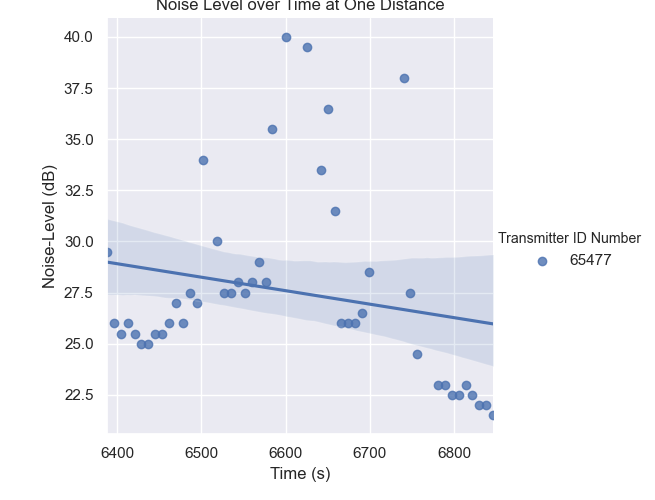 Noise Level over Time at One Distance
40.0
37.5
35.0
32.5
30.0
27.5
25.0
22.5
Noise-Level (dB)
6400 6500 6600 6700 6800
Time (s)
Transmitter ID Number
65477